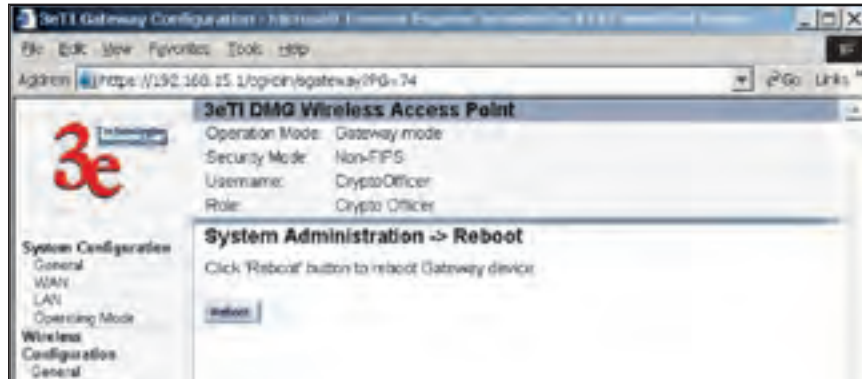 3eTI Gateway Configuration - Microsoft Internet Explorer
File Edit View Favorites Tools Help
Address https://192.168.15.1/cgi-bin/sgateway?PG=74 Go Links
3e
Technologies
3eTI DMG Wireless Access Point
Operation Mode: Gateway mode
Security Mode: Non-FIPS
Username: CryptoOfficer
Role: Crypto Officer
System Administration -> Reboot
Click 'Reboot' button to reboot Gateway device
Reboot
System Configuration
General
WAN
LAN
Operating Mode
Wireless
Configuration
General